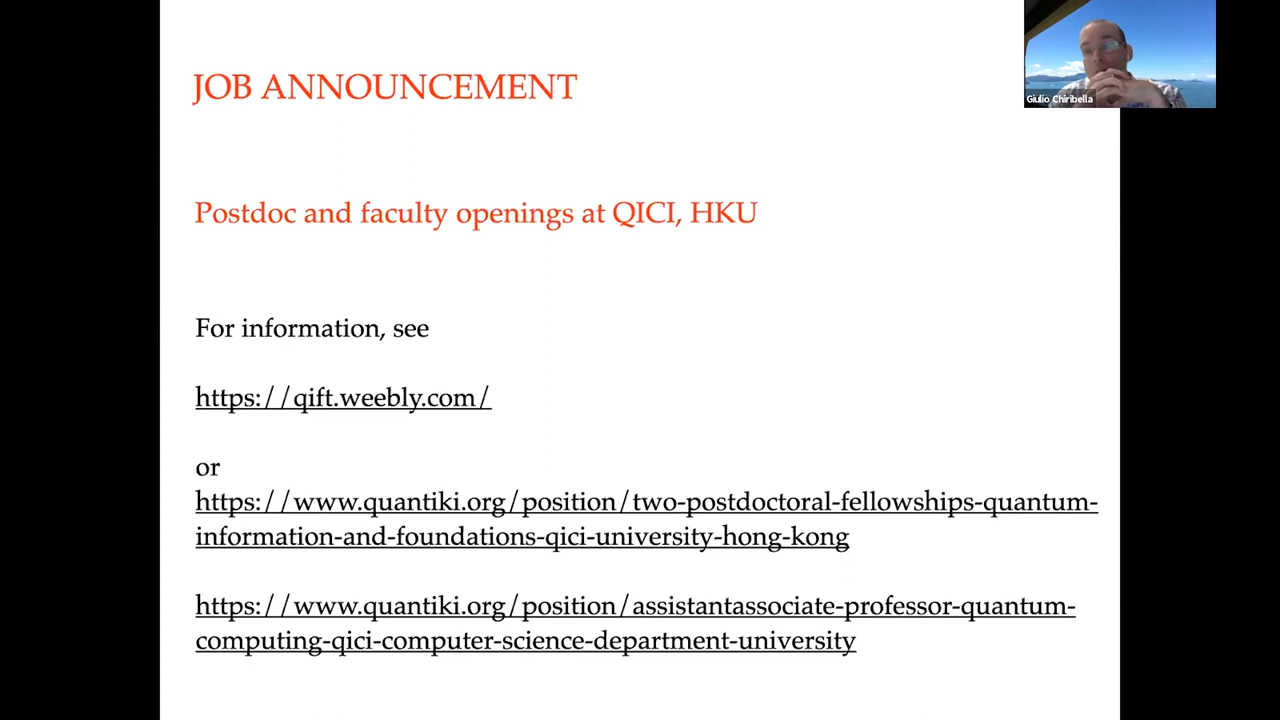 JOB ANNOUNCEMENT
Giulio Chiribella
Postdoc and faculty openings at QICI, HKU
For information, see
https://qift.weebly.com/
or
https://www.quantiki.org/position/two-postdoctoral-fellowships-quantum-
information-and-foundations-qici-university-hong-kong
https://www.quantiki.org/position/assistantassociate-professor-quantum-
computing-qici-computer-science-department-university